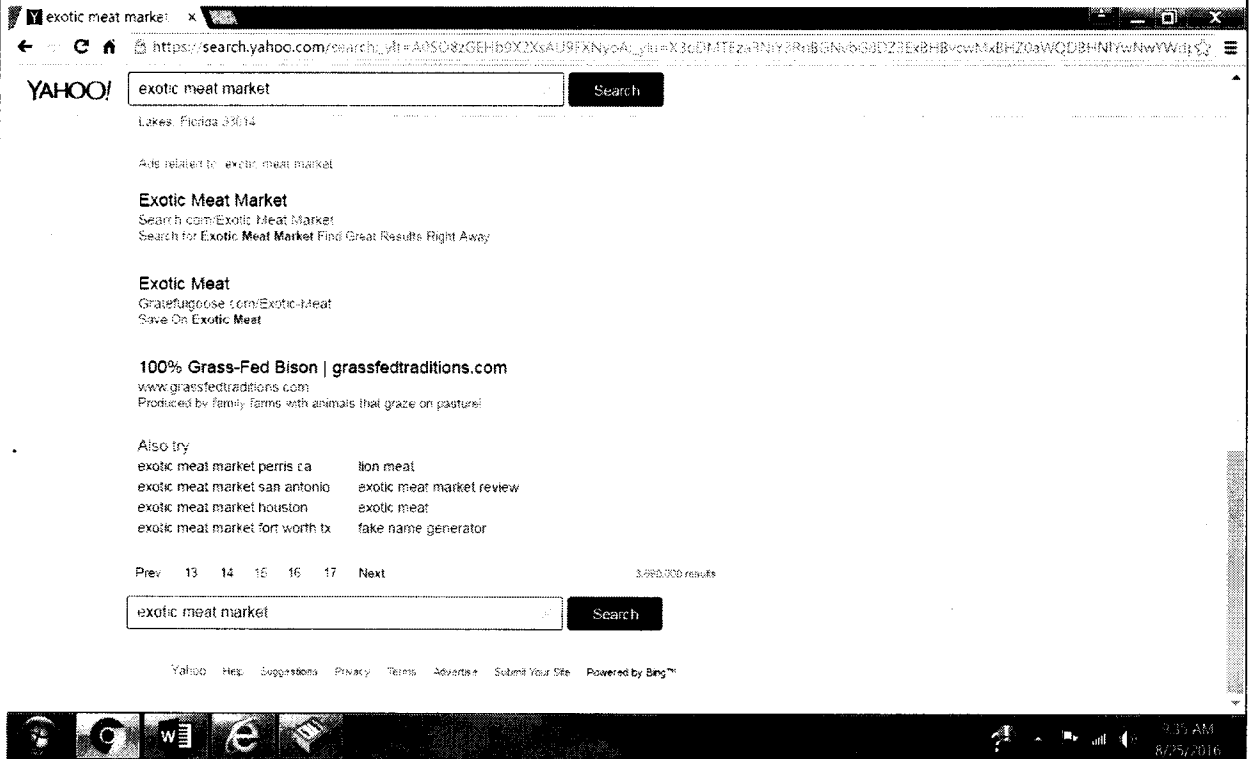 exotic meat market
https://search.yahoo.com/search;
YAHOO! exotic meat market Search
Lakes, Florida 33014
Ads related to: exotic meat market
Exotic Meat Market
Search.com/Exotic Meat Market
Search for Exotic Meat Market Find Great Results Right Away
Exotic Meat
Gratefulgoose.com/Exotic-Meat
Save On Exotic Meat
100% Grass-Fed Bison | grassfedtraditions.com
www.grassfedtraditions.com
Produced by family farms with animals that graze on pasture!
Also try
exotic meat market perris ca lion meat
exotic meat market san antonio exotic meat market review
exotic meat market houston exotic meat
exotic meat market fort worth tx fake name generator
Prev 13 14 15 16 17 Next results
exotic meat market Search
Yahoo Help Suggestions Privacy Terms Advertise Submit Your Site Powered by Bing™
9:35 AM
8/25/2016